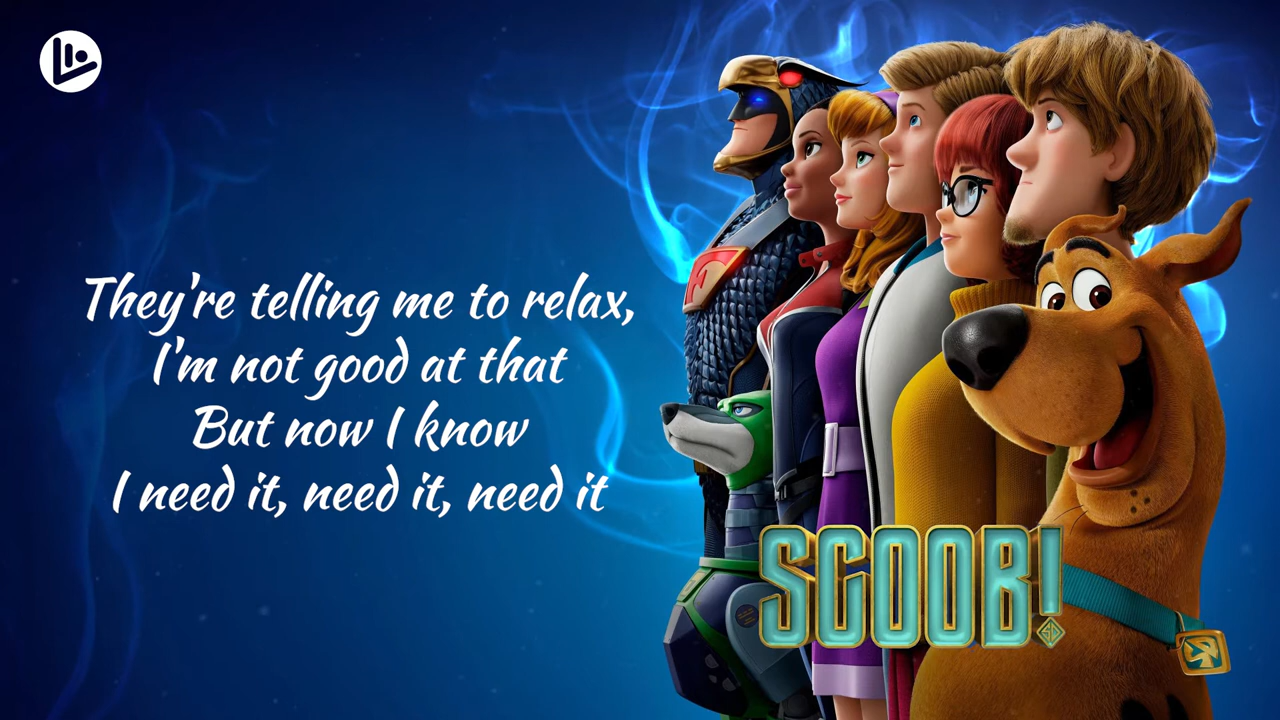 They're telling me to relax,
I'm not good at that
But now I know
I need it, need it, need it
SCOOB!
SD